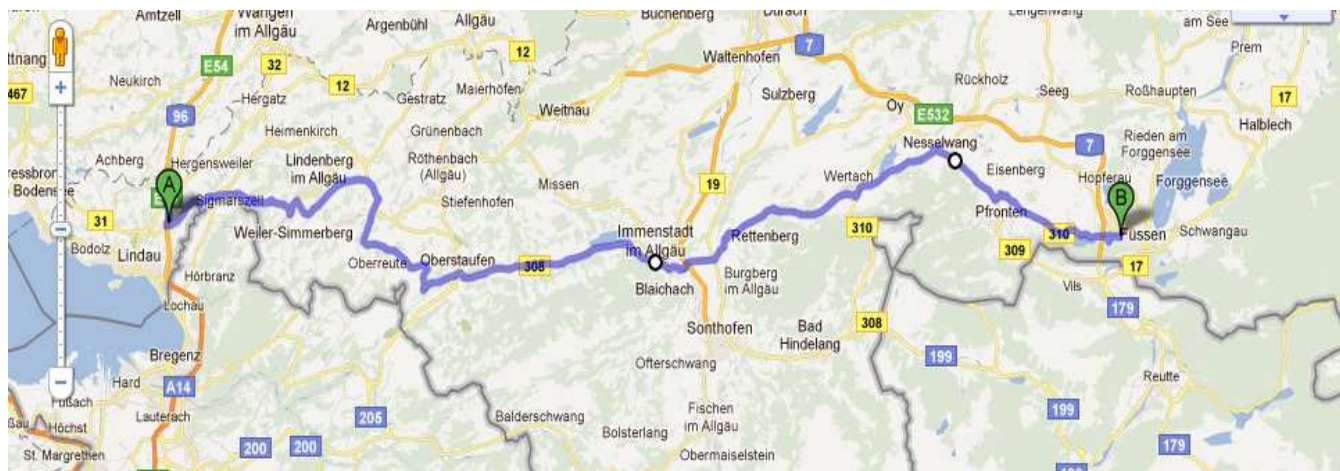 Amtzell
Wangen
im Allgäu
Argenbühl
Allgäu
Buchenberg
Durach
Lengenwang
am See
ttnang
467
Neukirch
E54
32
12
12
Hergatz
Gestratz
Maierhöfen
Weitnau
Waltenhofen
7
Sulzberg
Oy
Rückholz
Seeg
Roßhaupten
Prem
17
Halblech
96
Heimenkirch
Grünenbach
E532
Nesselwang
7
Rieden am
Forggensee
Achberg
Hergensweiler
Lindenberg
im Allgäu
Röthenbach
(Allgäu)
Missen
19
Wertach
Eisenberg
Hopferau
Forggensee
ressbron
Bodensee
A
Sigmarszell
Stiefenhofen
B
31
Bodolz
Lindau
Weiler-Simmerberg
Immenstadt
im Allgäu
Rettenberg
310
Pfronten
309
310
Füssen
Schwangau
Hörbranz
Oberreute
Oberstaufen
308
Blaichach
Burgberg
im Allgäu
17
Vils
Lochau
Sonthofen
Bad
Hindelang
308
179
Bregenz
Ofterschwang
199
Reutte
Hard
A14
Fußach
Höchst
Lauterach
205
Balderschwang
Fischen
im Allgäu
199
St. Margrethen
200
200
Bolsterlang
Obermaiselstein
179